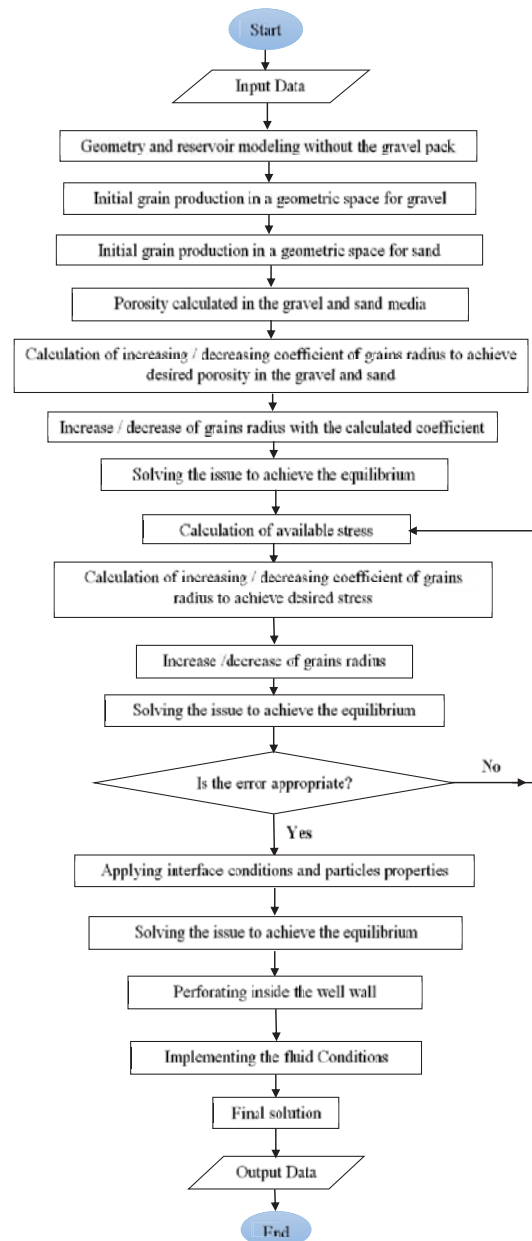 Start
Input Data
Geometry and reservoir modeling without the gravel pack
Initial grain production in a geometric space for gravel
Initial grain production in a geometric space for sand
Porosity calculated in the gravel and sand media
Calculation of increasing / decreasing coefficient of grains radius to achieve
desired porosity in the gravel and sand
Increase / decrease of grains radius with the calculated coefficient
Solving the issue to achieve the equilibrium
Calculation of available stress
Calculation of increasing / decreasing coefficient of grains
radius to achieve desired stress
Increase /decrease of grains radius
Solving the issue to achieve the equilibrium
Is the error appropriate?
No
Yes
Applying interface conditions and particles properties
Solving the issue to achieve the equilibrium
Perforating inside the well wall
Implementing the fluid Conditions
Final solution
Output Data
End